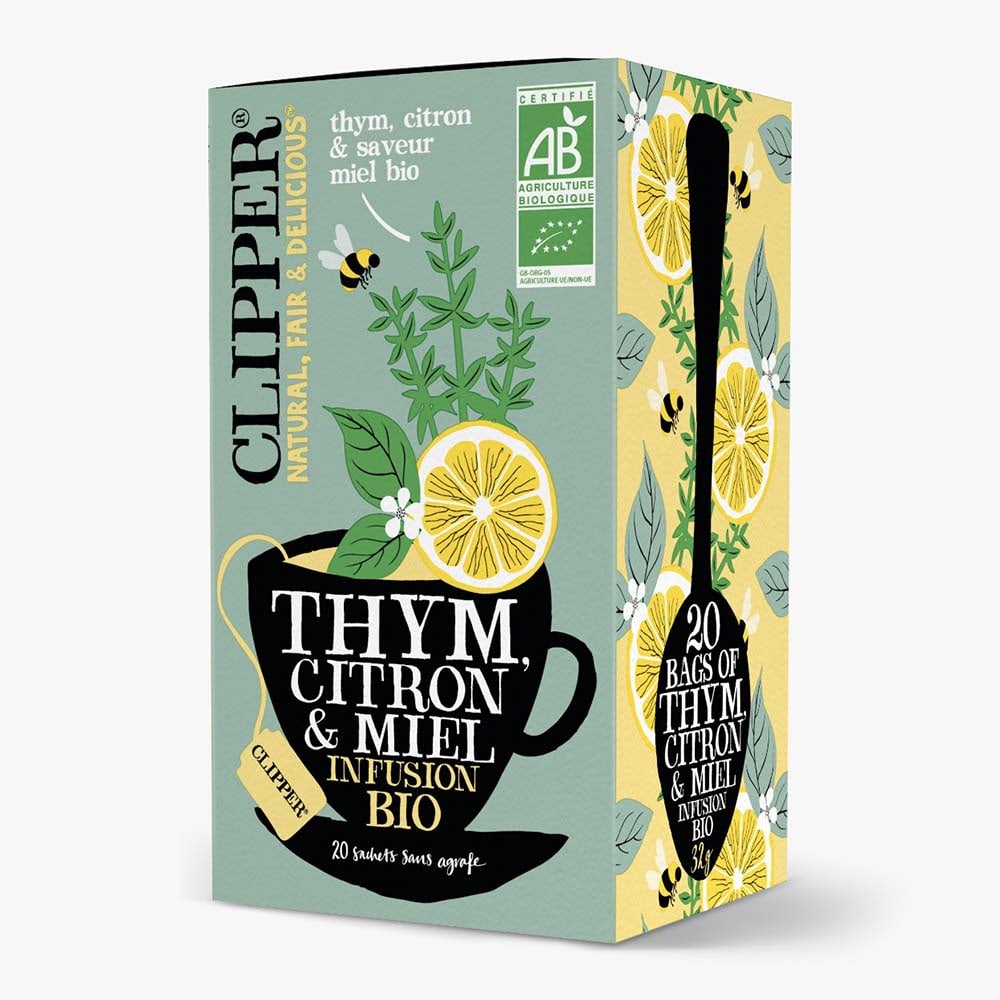 CLIPPER®
NATURAL, FAIR & DELICIOUS™
thym, citron
& saveur
miel bio
CERTIFIÉ
AB
AGRICULTURE
BIOLOGIQUE
GB-ORG-05
AGRICULTURE UE/NON-UE
THYM,
CITRON
& MIEL
INFUSION
BIO
20 sachets sans agrafe
CLIPPER®
20
BAGS OF
THYM,
CITRON
& MIEL
INFUSION
BIO
32g